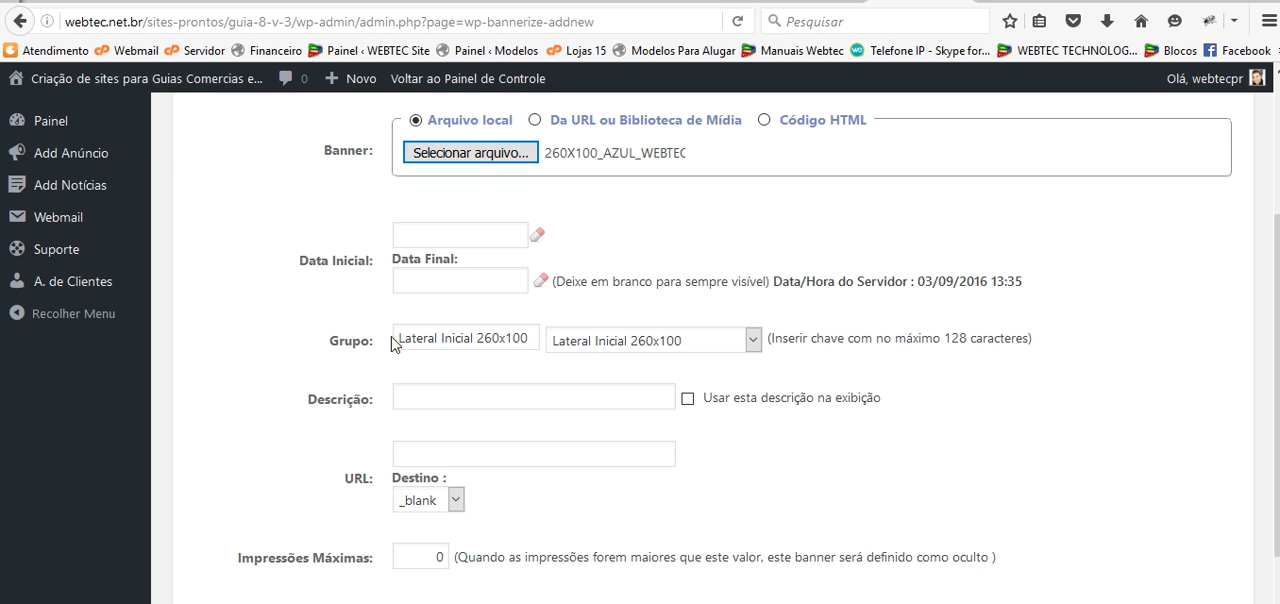 webtec.net.br/sites-prontos/guia-8-v-3/wp-admin/admin.php?page=wp-bannerize-addnew
Pesquisar
Atendimento
Webmail
Servidor
Financeiro
Painel ‹ WEBTEC Site
Painel ‹ Modelos
Lojas 15
Modelos Para Alugar
Manuais Webtec
Telefone IP - Skype for...
WEBTEC TECHNOLOG...
Blocos
Facebook
Criação de sites para Guias Comercias e...
0
Novo
Voltar ao Painel de Controle
Olá, webtecpr
Painel
Add Anúncio
Add Notícias
Webmail
Suporte
A. de Clientes
Recolher Menu
Arquivo local
Da URL ou Biblioteca de Mídia
Código HTML
Banner:
Selecionar arquivo...
260X100_AZUL_WEBTEC
Data Inicial:
Data Final:
(Deixe em branco para sempre visível) Data/Hora do Servidor : 03/09/2016 13:35
Grupo:
Lateral Inicial 260x100
Lateral Inicial 260x100
(Inserir chave com no máximo 128 caracteres)
Descrição:
Usar esta descrição na exibição
URL:
Destino :
_blank
Impressões Máximas:
0
(Quando as impressões forem maiores que este valor, este banner será definido como oculto )